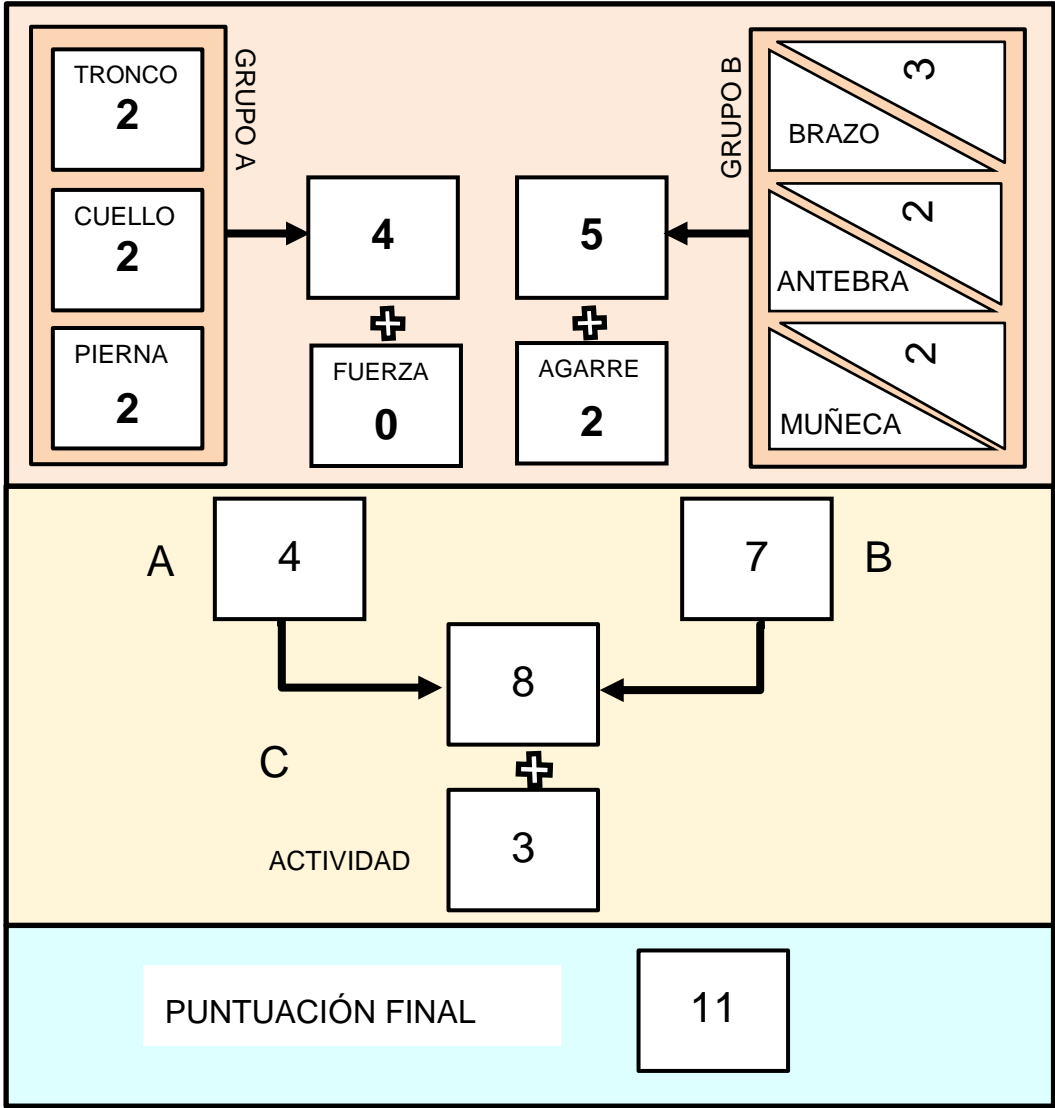 TRONCO
2
CUELLO
2
PIERNA
2
GRUPO A
4
FUERZA
0
5
AGARRE
2
GRUPO B
3
BRAZO
2
ANTEBRA
2
MUÑECA
A
4
7
B
8
C
ACTIVIDAD
3
PUNTUACIÓN FINAL
11